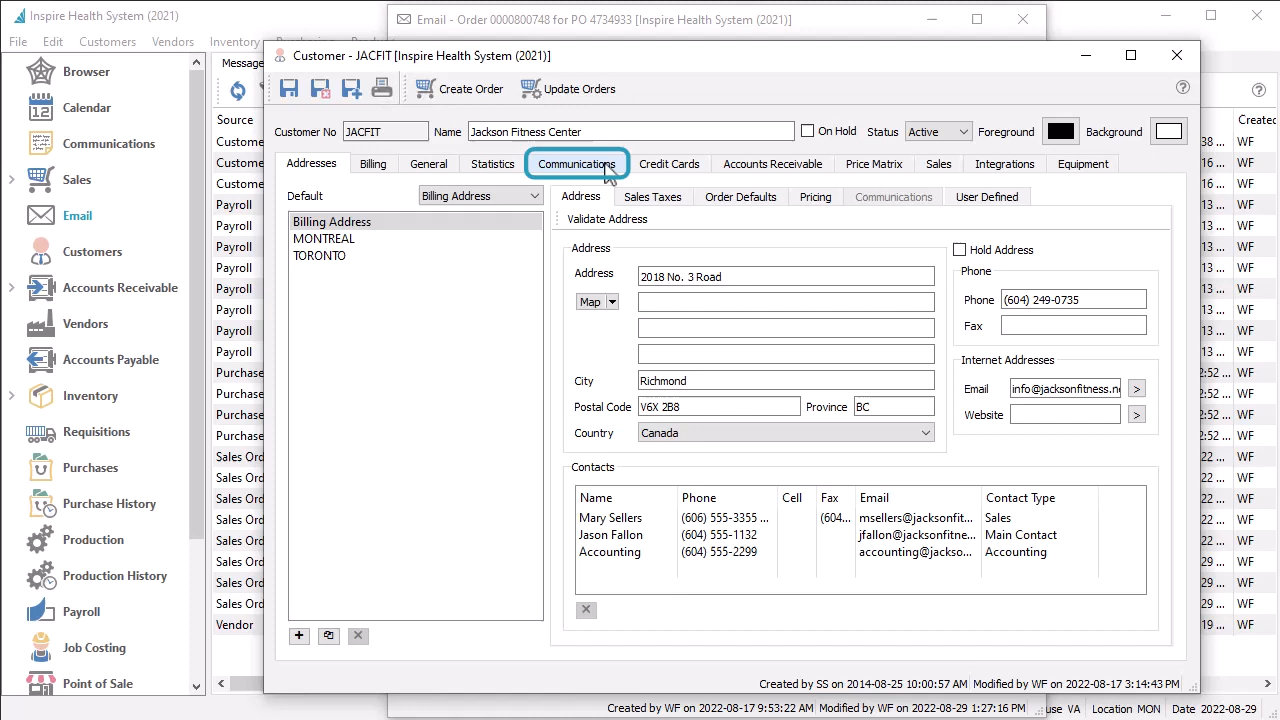 Inspire Health System (2021)
File Edit Customers Vendors Inventory
Browser
Calendar
Communications
Sales
Email
Customers
Accounts Receivable
Vendors
Accounts Payable
Inventory
Requisitions
Purchases
Purchase History
Production
Production History
Payroll
Job Costing
Point of Sale
Message
Source
Custome
Custome
Custome
Payroll
Payroll
Payroll
Payroll
Payroll
Payroll
Payroll
Payroll
Purchase
Purchase
Purchase
Purchase
Sales Ord
Sales Ord
Sales Ord
Sales Ord
Sales Ord
Sales Ord
Sales Ord
Sales Ord
Vendor
Email - Order 0000800748 for PO 4734933 [Inspire Health System (2021)]
Customer - JACFIT [Inspire Health System (2021)]
Create Order Update Orders
Customer No JACFIT Name Jackson Fitness Center On Hold Status Active Foreground Background
Addresses Billing General Statistics Communications Credit Cards Accounts Receivable Price Matrix Sales Integrations Equipment
Default Billing Address
Billing Address
MONTREAL
TORONTO
Address Sales Taxes Order Defaults Pricing Communications User Defined
Validate Address
Address
Address 2018 No. 3 Road
Map
City Richmond
Postal Code V6X 2B8 Province BC
Country Canada
Hold Address
Phone
Phone (604) 249-0735
Fax
Internet Addresses
Email info@jacksonfitness.n
Website
Contacts
Name Phone Cell Fax Email Contact Type
Mary Sellers (606) 555-3355 ... (604... msellers@jacksonfit... Sales
Jason Fallon (604) 555-1132 jfallon@jacksonfitne... Main Contact
Accounting (604) 555-2299 accounting@jackso... Accounting
Created by SS on 2014-08-25 10:00:57 AM Modified by WF on 2022-08-17 3:14:43 PM
Created by WF on 2022-08-17 9:53:22 AM Modified by WF on 2022-08-29 1:27:16 PM
Createc
38 ... WF
16 ... WF
16 ... WF
13 ... WF
13 ... WF
13 ... WF
13 ... WF
13 ... WF
13 ... WF
13 ... WF
13 ... WF
2:52 ... WF
2:52 ... WF
2:52 ... WF
2:52 ... WF
22 ... WF
22 ... WF
22 ... WF
22 ... WF
22 ... WF
29 ... WF
29 ... WF
29 ... WF
19 ... WF
use VA Location MON Date 2022-08-29